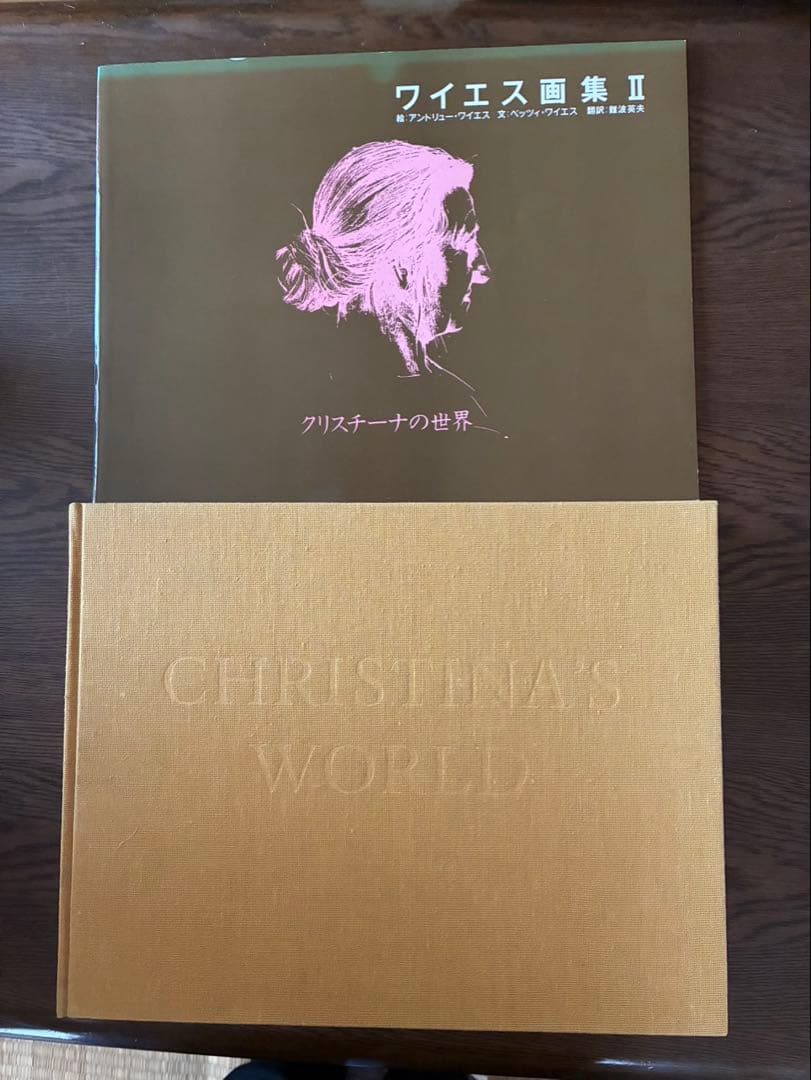 ワイエス画集 II
絵:アンドリュー・ワイエス 文:ベッツィ・ワイエス 翻訳:難波英夫
クリスチーナの世界
CHRISTINA'S
WORLD